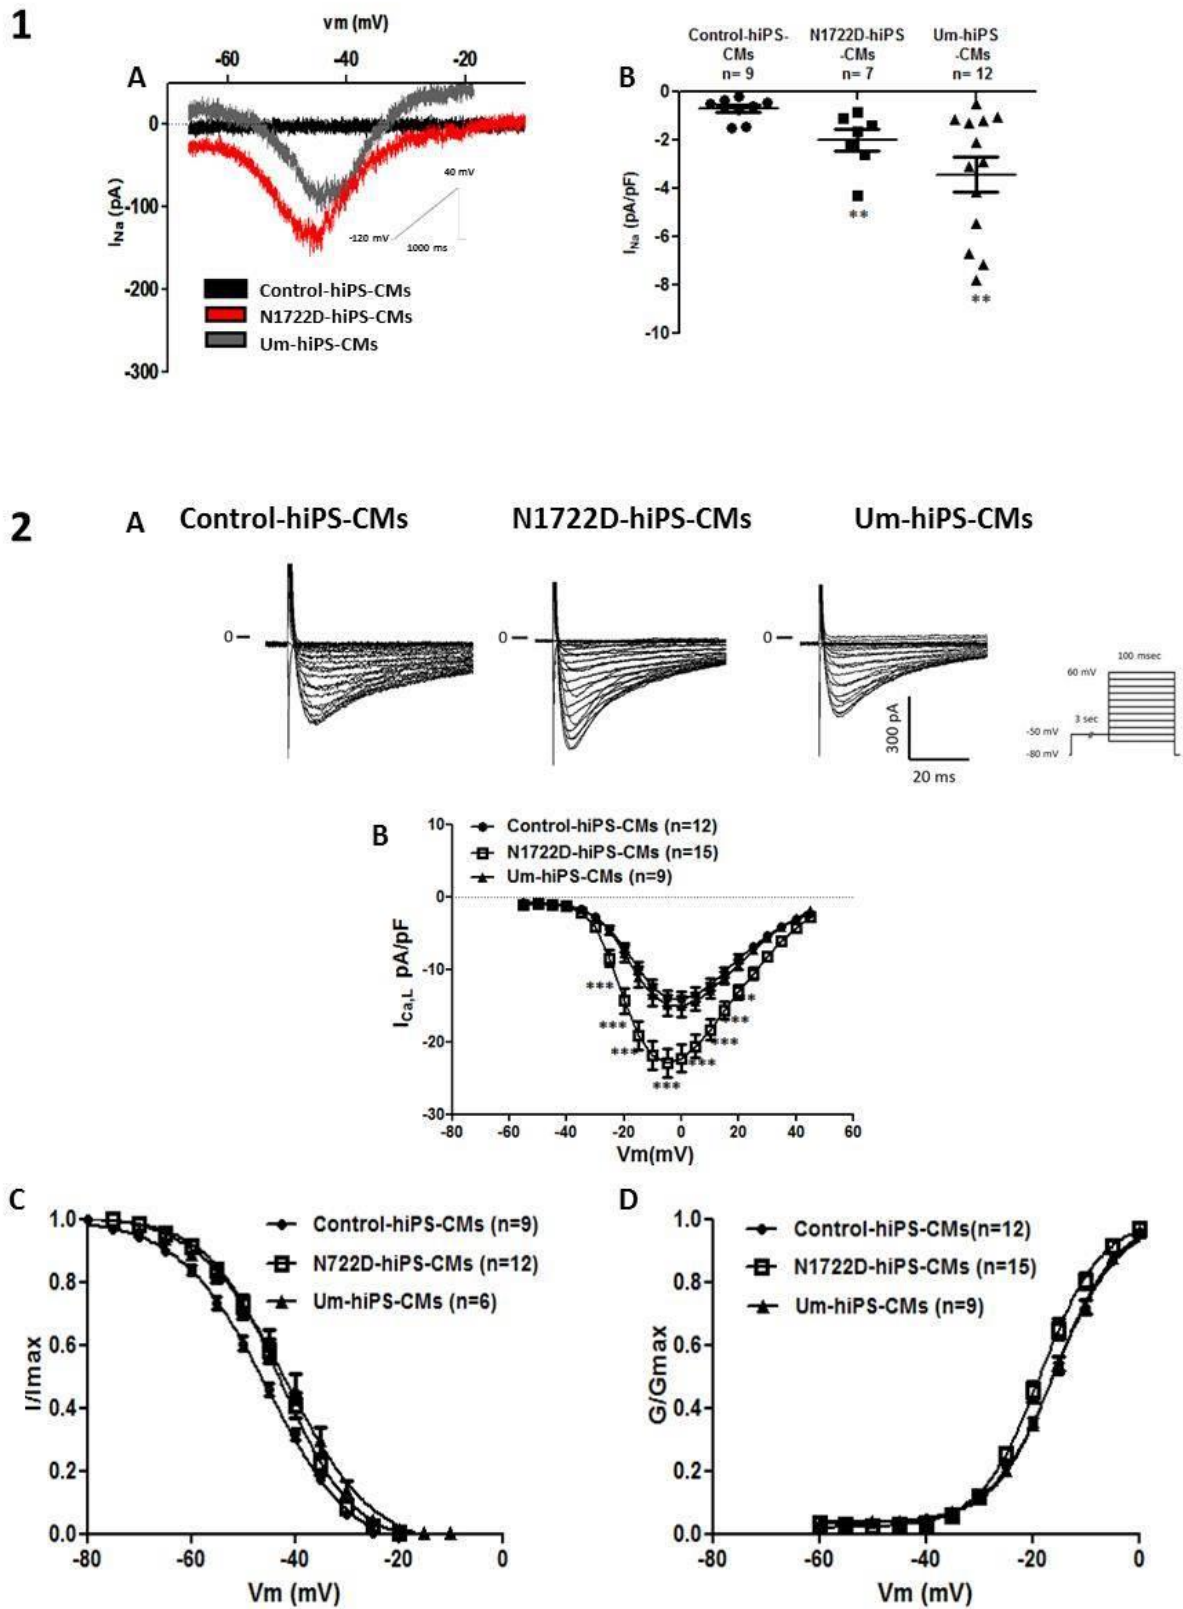 1
vm (mV)
-60
-40
-20
A
0
-100
-200
-300
I Na (pA)
40 mV
-120 mV
1000 ms
Control-hiPS-CMs
N1722D-hiPS-CMs
Um-hiPS-CMs
B
Control-hiPS-
CMs
n= 9
N1722D-hiPS
-CMs
n= 7
Um-hiPS
-CMs
n= 12
0
-2
-4
-6
-8
-10
I Na (pA/pF)
**
**
2
A
Control-hiPS-CMs
N1722D-hiPS-CMs
Um-hiPS-CMs
0
0
0
300 pA
20 ms
100 msec
60 mV
3 sec
-50 mV
-80 mV
B
10
0
-10
-20
-30
I Ca,L pA/pF
Control-hiPS-CMs (n=12)
N1722D-hiPS-CMs (n=15)
Um-hiPS-CMs (n=9)
***
***
***
***
***
***
**
*
-80
-60
-40
-20
0
20
40
60
Vm(mV)
C
1.0
0.8
0.6
0.4
0.2
0.0
I/Imax
Control-hiPS-CMs (n=9)
N722D-hiPS-CMs (n=12)
Um-hiPS-CMs (n=6)
-80
-60
-40
-20
0
Vm (mV)
D
1.0
0.8
0.6
0.4
0.2
0.0
G/Gmax
Control-hiPS-CMs(n=12)
N1722D-hiPS-CMs (n=15)
Um-hiPS-CMs (n=9)
-80
-60
-40
-20
0
Vm (mV)